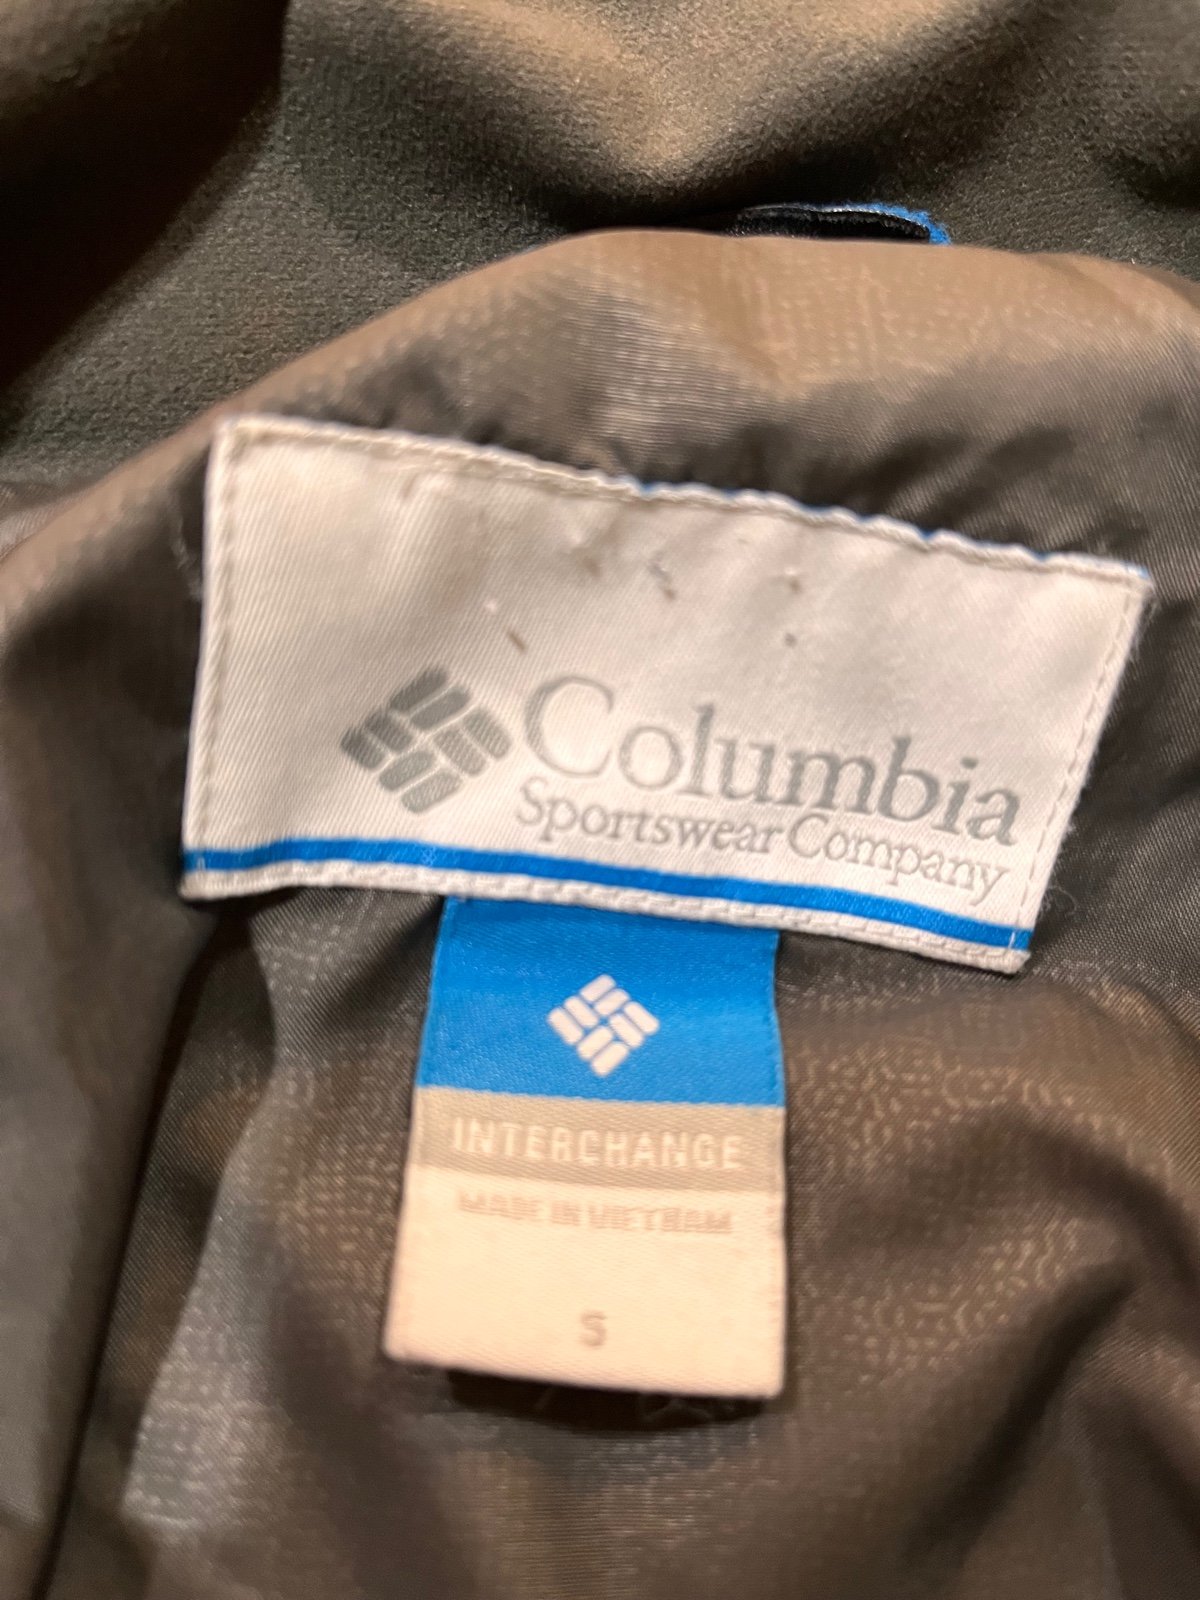 Columbia
Sportswear Company
INTERCHANGE
MADE IN VIETNAM
S